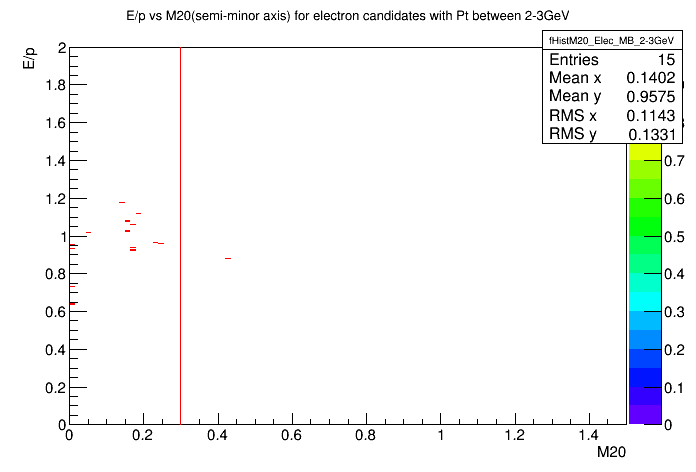 E/p vs M20(semi-minor axis) for electron candidates with Pt between 2-3GeV
fHistM20_Elec_MB_2-3GeV
Entries 15
Mean x 0.1402
Mean y 0.9575
RMS x 0.1143
RMS y 0.1331
E/p
2
1.8
1.6
1.4
1.2
1
0.8
0.6
0.4
0.2
0
0 0.2 0.4 0.6 0.8 1 1.2 1.4
M20
0.7
0.6
0.5
0.4
0.3
0.2
0.1
0